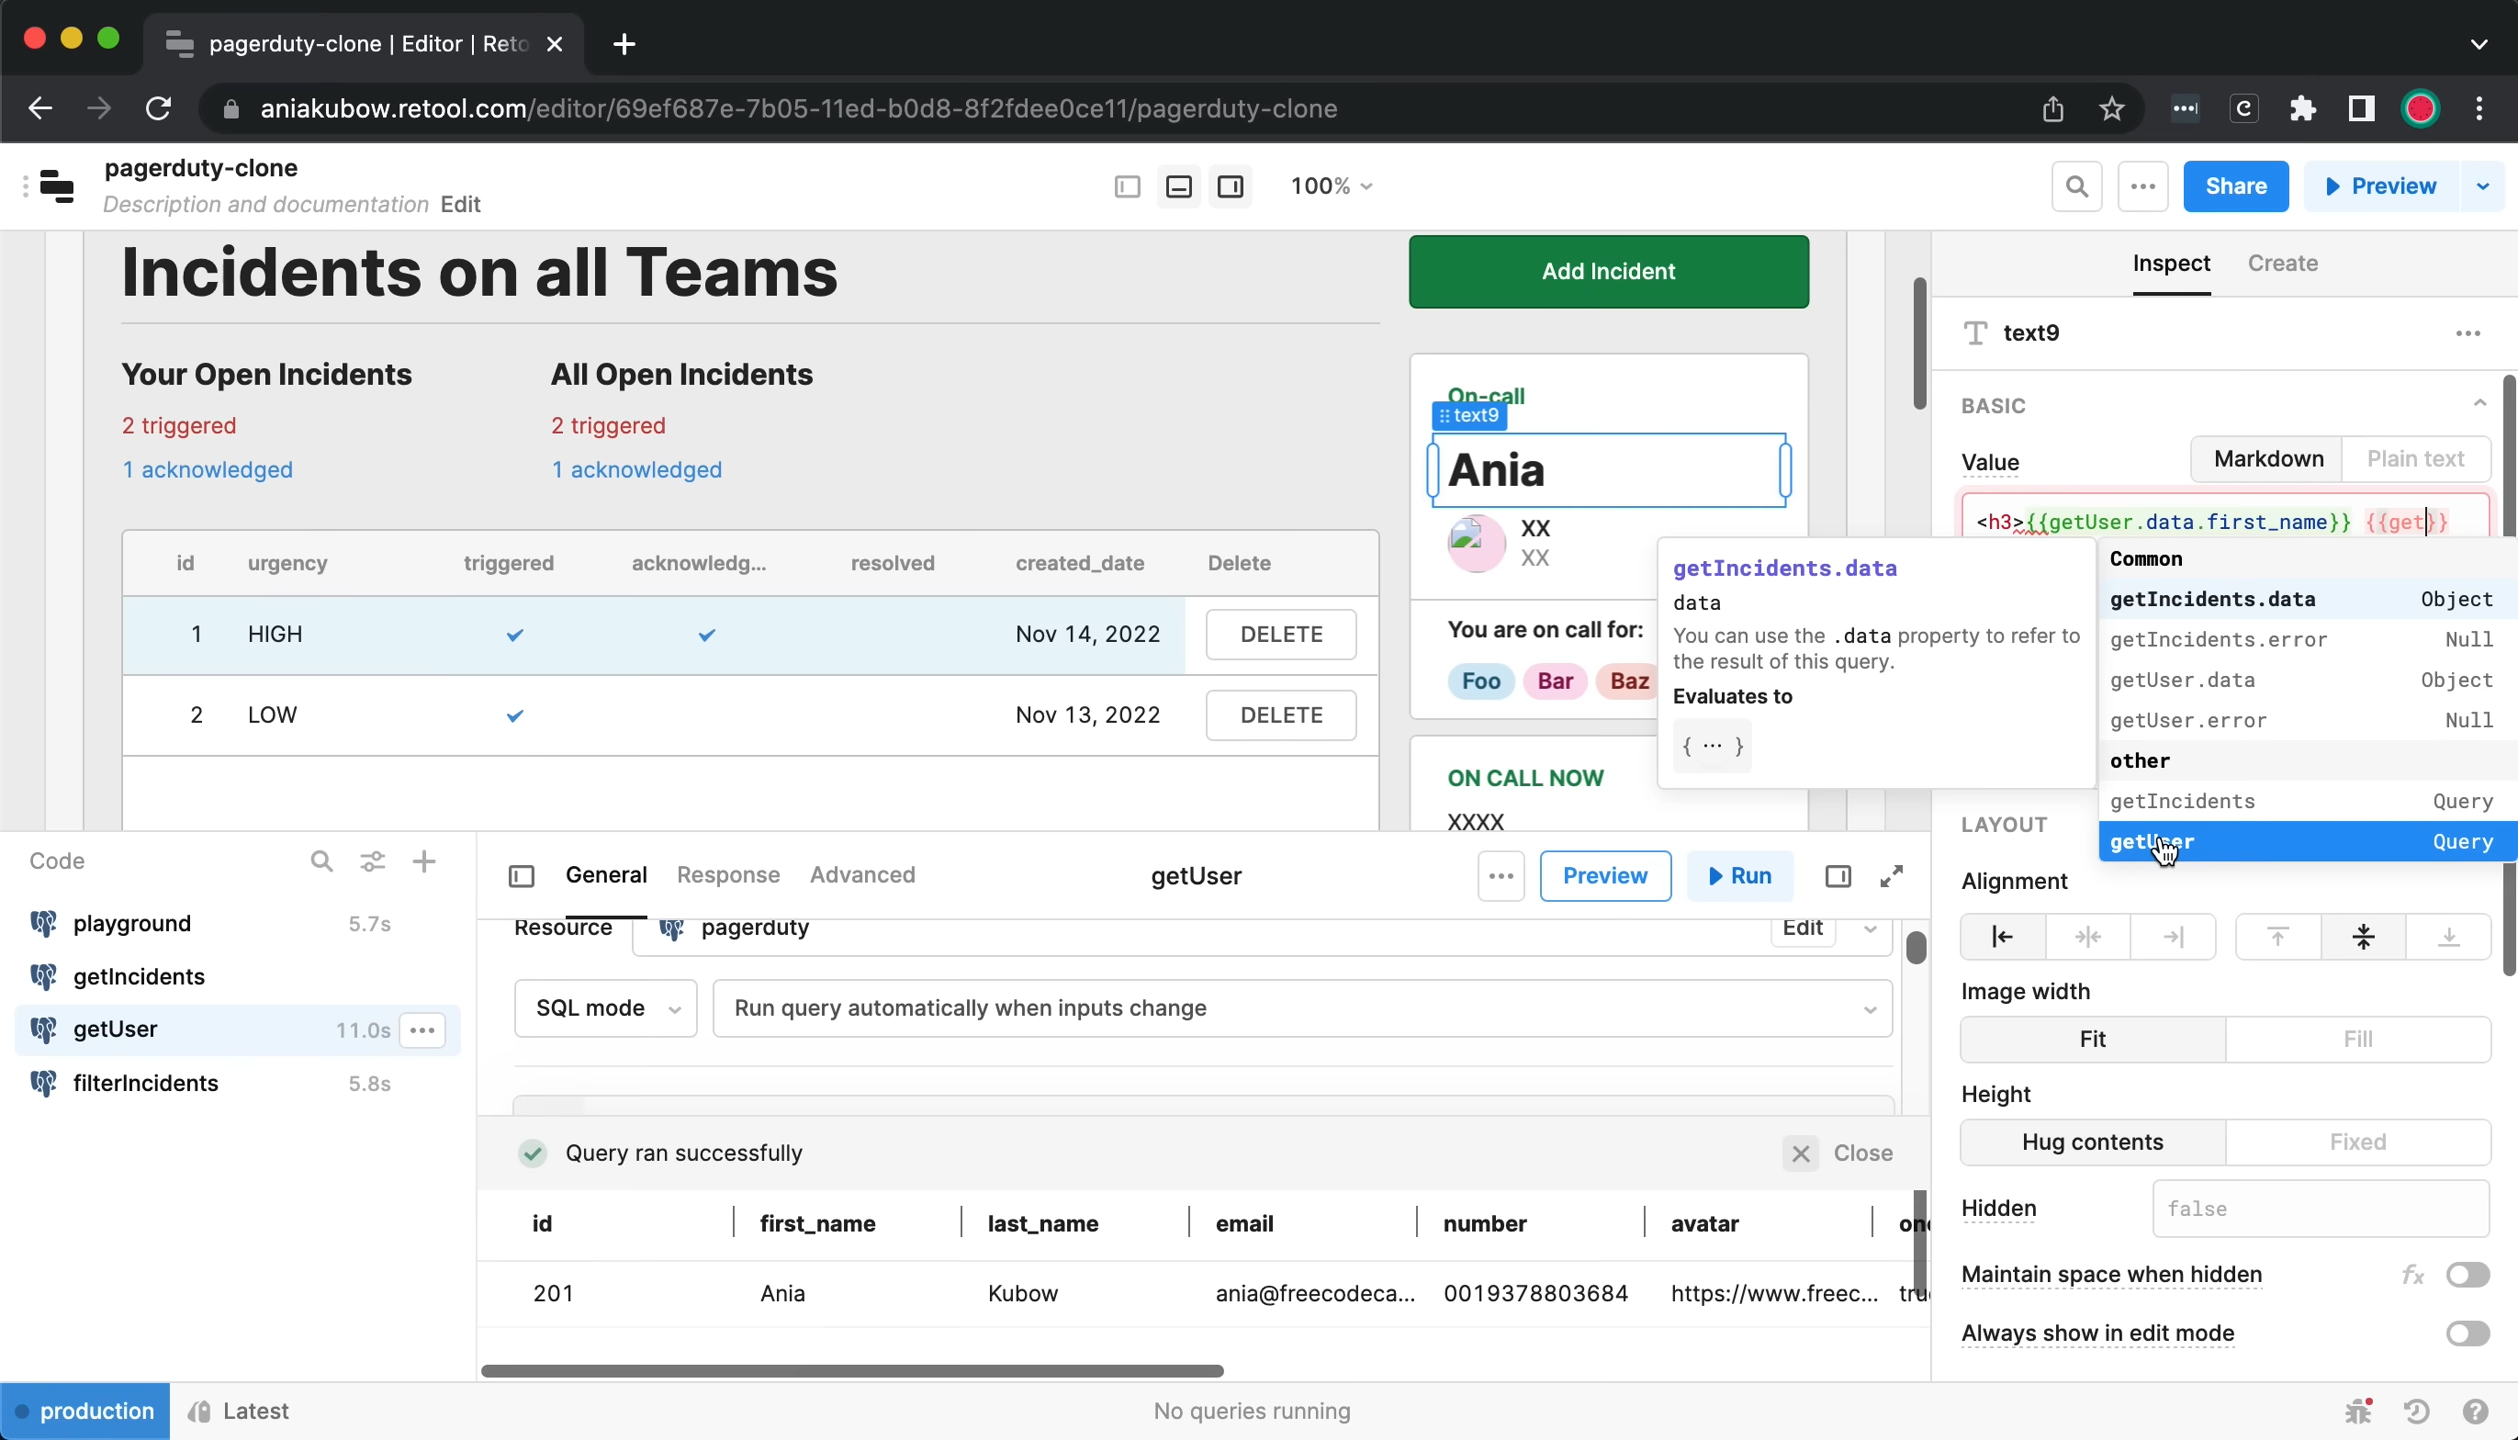 pagerduty-clone | Editor | Reto
aniakubow.retool.com/editor/69ef687e-7b05-11ed-b0d8-8f2fdee0ce11/pagerduty-clone
pagerduty-clone
Description and documentation Edit
100%
Share
Preview
Incidents on all Teams
Add Incident
Your Open Incidents
All Open Incidents
2 triggered
2 triggered
1 acknowledged
1 acknowledged
id urgency triggered acknowledg... resolved created_date Delete
1 HIGH Nov 14, 2022 DELETE
2 LOW Nov 13, 2022 DELETE
On-call
text9
Ania
XX
XX
You are on call for:
Foo Bar Baz
ON CALL NOW
XXXX
getIncidents.data
data
You can use the .data property to refer to
the result of this query.
Evaluates to
{ ... }
Inspect Create
text9
BASIC
Value Markdown Plain text
<h3>{{getUser.data.first_name}} {{get}}
Common
getIncidents.data Object
getIncidents.error Null
getUser.data Object
getUser.error Null
other
getIncidents Query
getUser Query
LAYOUT
Alignment
Image width
Fit Fill
Height
Hug contents Fixed
Hidden false
Maintain space when hidden fx
Always show in edit mode
Code
playground 5.7s
getIncidents
getUser 11.0s
filterIncidents 5.8s
General Response Advanced getUser Preview Run
Resource pagerduty Edit
SQL mode Run query automatically when inputs change
Query ran successfully Close
id first_name last_name email number avatar on
201 Ania Kubow ania@freecodeca... 0019378803684 https://www.freec... tru
production Latest No queries running